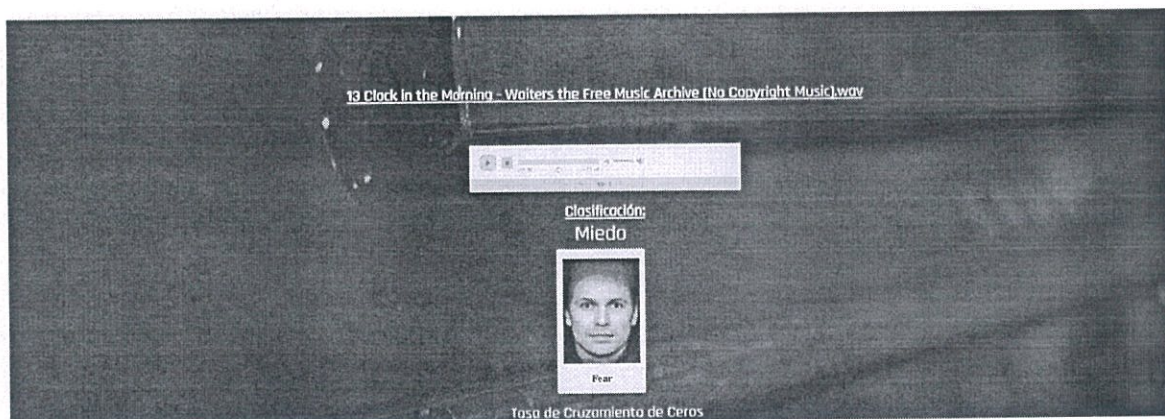 13 Clock in the Morning - Waiters the Free Music Archive (No Copyright Music).wav
Clasificación:
Miedo
Fear
Tasa de Cruzamiento de Ceros